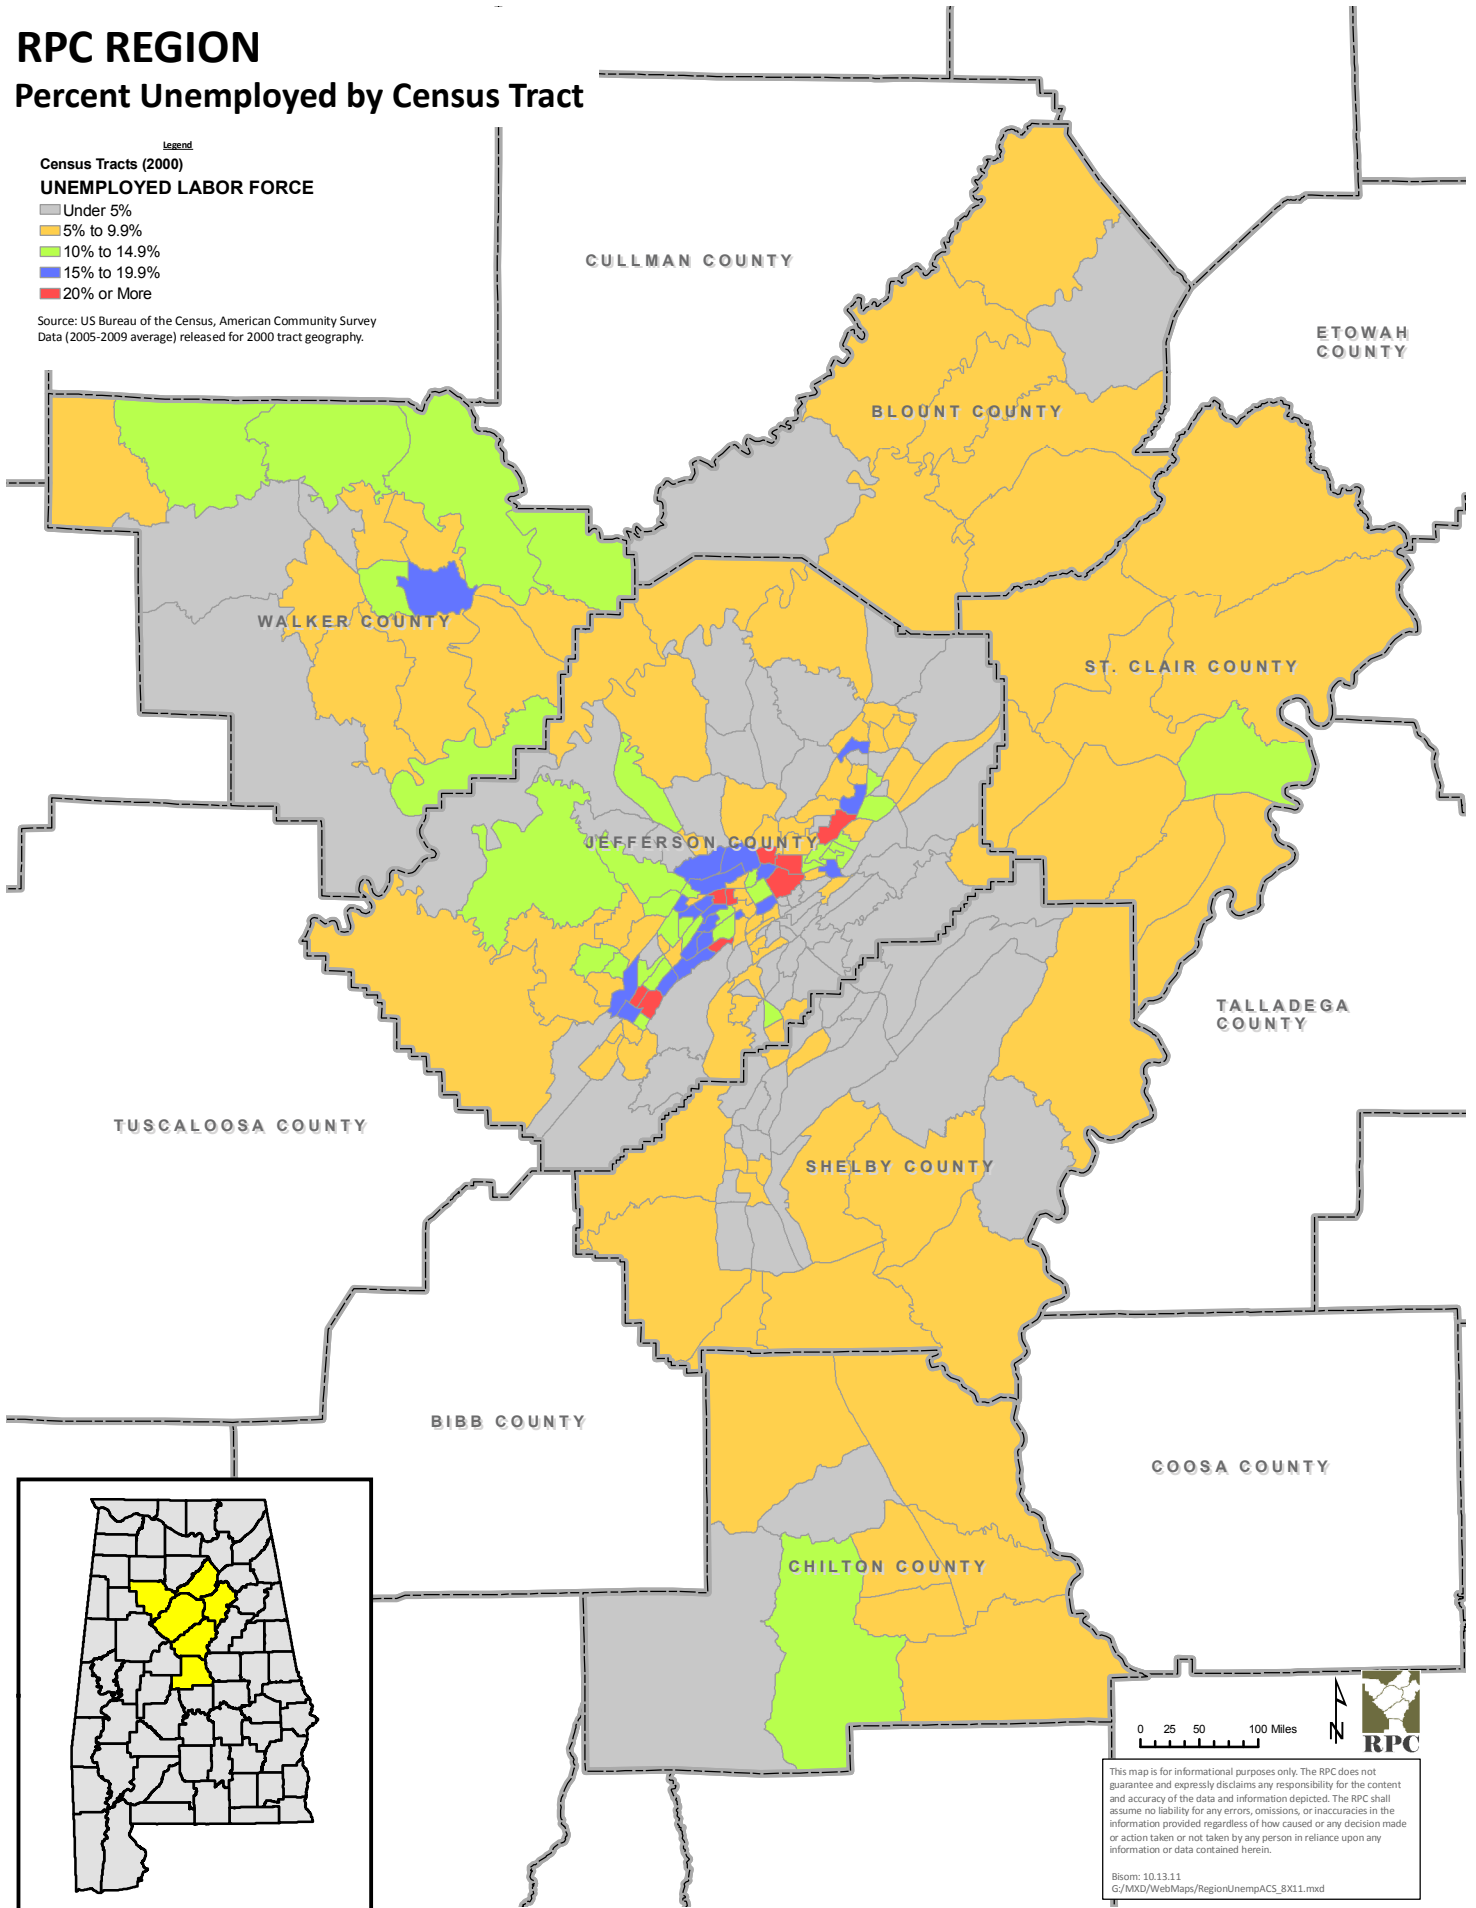 RPC REGION
Percent Unemployed by Census Tract
Legend
Census Tracts (2000)
UNEMPLOYED LABOR FORCE
Under 5%
5% to 9.9%
10% to 14.9%
15% to 19.9%
20% or More
Source: US Bureau of the Census, American Community Survey
Data (2005-2009 average) released for 2000 tract geography.
CULLMAN COUNTY
ETOWAH
COUNTY
BLOUNT COUNTY
WALKER COUNTY
ST. CLAIR COUNTY
JEFFERSON COUNTY
TALLADEGA
COUNTY
TUSCALOOSA COUNTY
SHELBY COUNTY
BIBB COUNTY
COOSA COUNTY
CHILTON COUNTY
0 25 50 100 Miles
N
RPC
This map is for informational purposes only. The RPC does not
guarantee and expressly disclaims any responsibility for the content
and accuracy of the data and information depicted. The RPC shall
assume no liability for any errors, omissions, or inaccuracies in the
information provided regardless of how caused or any decision made
or action taken or not taken by any person in reliance upon any
information or data contained herein.
Bisom: 10.13.11
G:/MXD/WebMaps/RegionUnempACS_8X11.mxd